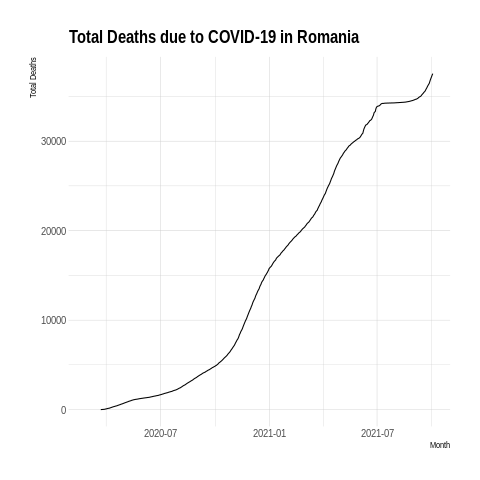 Total Deaths due to COVID-19 in Romania
Total Deaths
30000
20000
10000
0
2020-07
2021-01
2021-07
Month